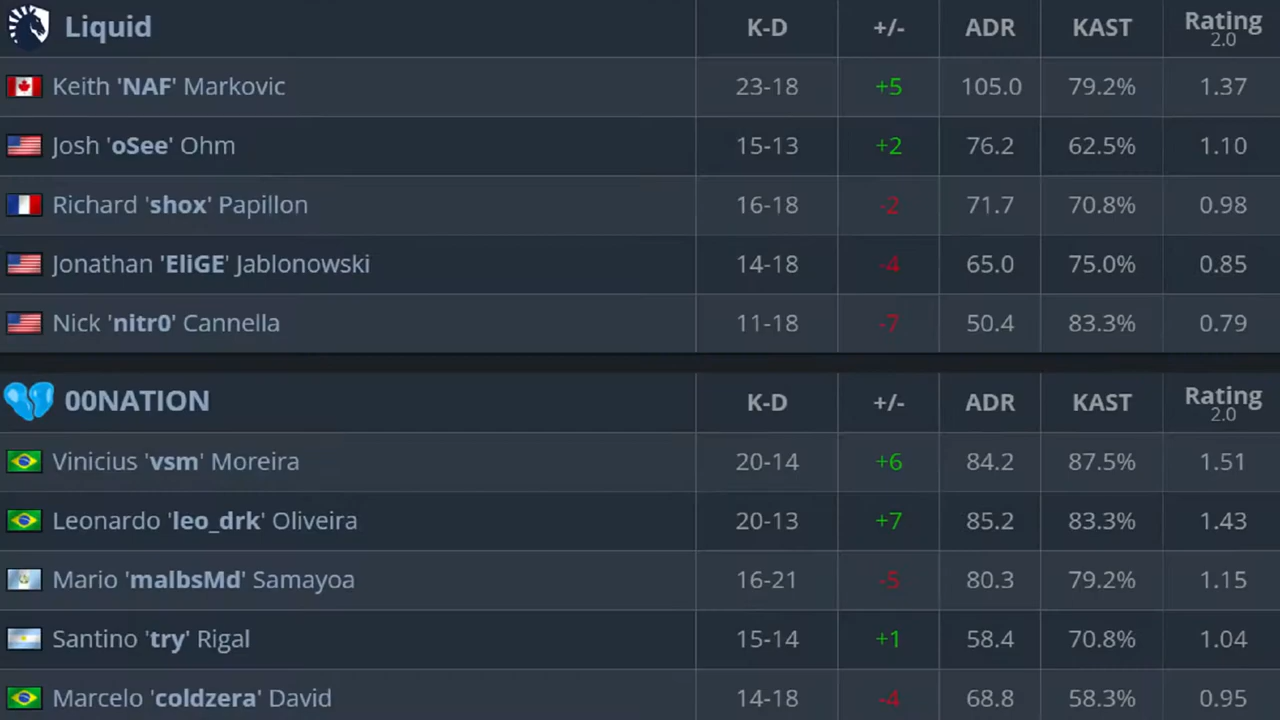 Liquid K-D +/- ADR KAST Rating 2.0
Keith 'NAF' Markovic 23-18 +5 105.0 79.2% 1.37
Josh 'oSee' Ohm 15-13 +2 76.2 62.5% 1.10
Richard 'shox' Papillon 16-18 -2 71.7 70.8% 0.98
Jonathan 'EliGE' Jablonowski 14-18 -4 65.0 75.0% 0.85
Nick 'nitr0' Cannella 11-18 -7 50.4 83.3% 0.79
00NATION K-D +/- ADR KAST Rating 2.0
Vinicius 'vsm' Moreira 20-14 +6 84.2 87.5% 1.51
Leonardo 'leo_drk' Oliveira 20-13 +7 85.2 83.3% 1.43
Mario 'malbsMd' Samayoa 16-21 -5 80.3 79.2% 1.15
Santino 'try' Rigal 15-14 +1 58.4 70.8% 1.04
Marcelo 'coldzera' David 14-18 -4 68.8 58.3% 0.95